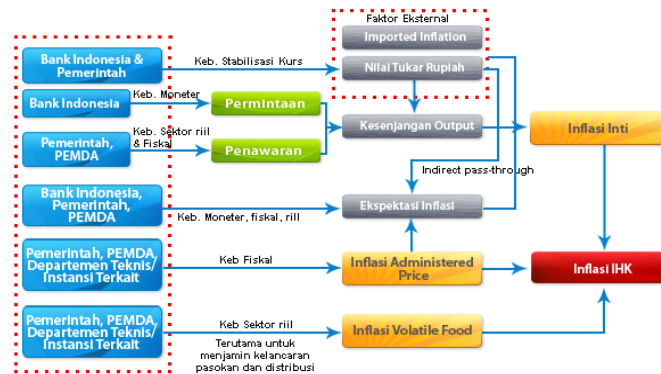 Faktor Eksternal
Imported Inflation
Bank Indonesia &
Pemerintah
Keb. Stabilisasi Kurs
Nilai Tukar Rupiah
Bank Indonesia
Keb. Moneter
Permintaan
Kesenjangan Output
Inflasi Inti
Pemerintah,
PEMDA
Keb. Sektor riil
& Fiskal
Penawaran
Indirect pass-through
Bank Indonesia,
Pemerintah,
PEMDA
Keb. Moneter, fiskal, rill
Ekspektasi Inflasi
Pemerintah, PEMDA,
Departemen Teknis/
Instansi Terkait
Keb Fiskal
Inflasi Administered
Price
Inflasi IHK
Pemerintah, PEMDA,
Departemen Teknis/
Instansi Terkait
Keb Sektor riil
Terutama untuk
menjamin kelancaran
pasokan dan distribusi
Inflasi Volatile Food